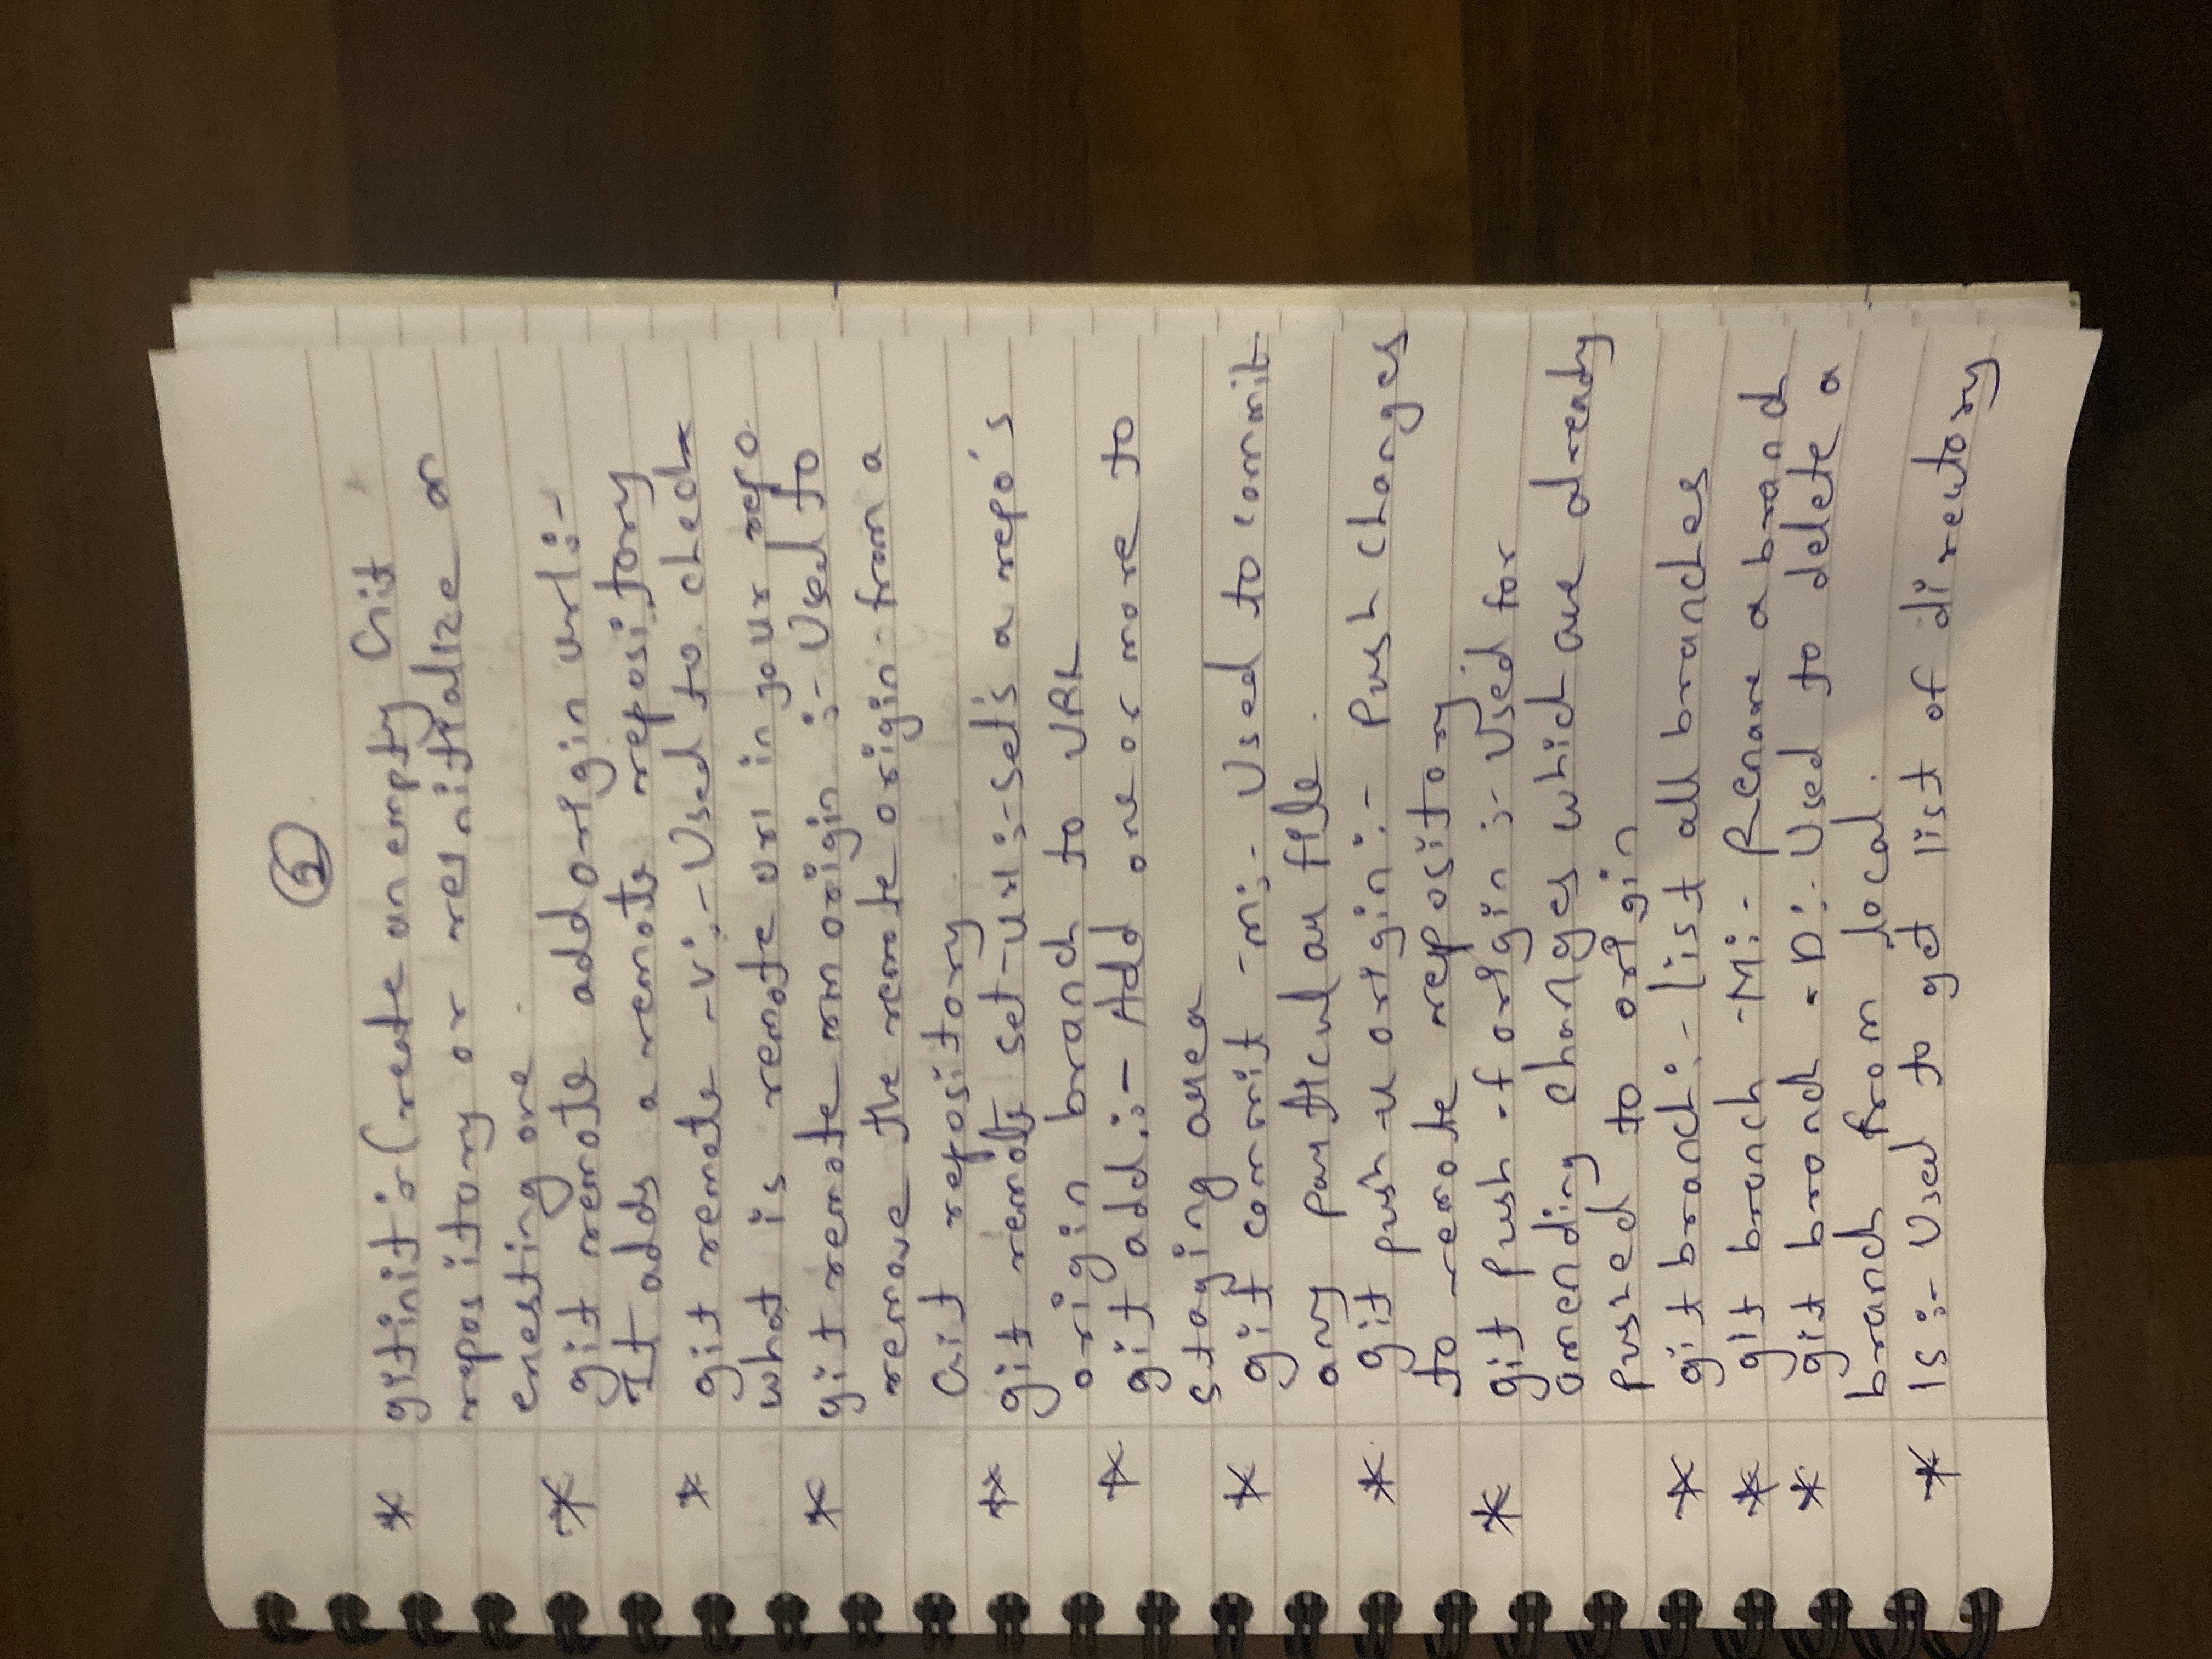 2
* git init :- Create an empty Git
repository or reinitialize an
enesting one.
* git remote add origin url :-
It adds a remote repository
* git remote -v :- Used to check
what is remote url in your repo.
* git remote rm origin :- Used to
remove the remote origin from a
Git repository.
* git remote set-url :- set's a repo's
origin branch to URL
* git add . :- Add one or more to
staging area
* git commit -m :- Used to commit
any particular file.
* git push -u origin :- Push changes
to remote repository.
* git push -f origin :- Used for
amending changes which are already
pushed to origin
* git branch :- list all branches
* git branch -M :- Rename a branch
* git branch -D :- Used to delete a
branch from local.
* ls :- Used to get list of directory